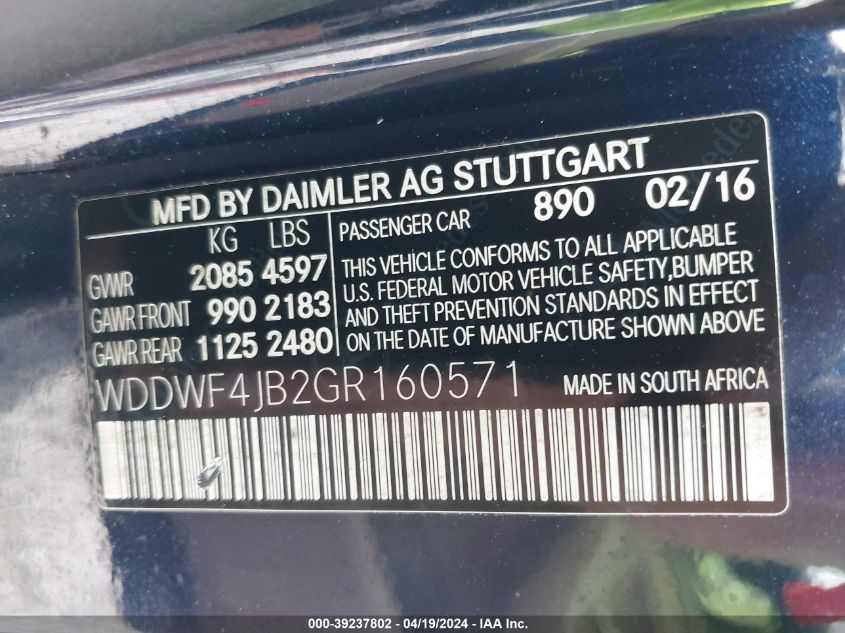 MFD BY DAIMLER AG STUTTGART
KG LBS
GVWR 2085 4597
GAWR FRONT 990 2183
GAWR REAR 1125 2480
PASSENGER CAR 890 02/16
THIS VEHICLE CONFORMS TO ALL APPLICABLE
U.S. FEDERAL MOTOR VEHICLE SAFETY,BUMPER
AND THEFT PREVENTION STANDARDS IN EFFECT
ON THE DATE OF MANUFACTURE SHOWN ABOVE
WDDWF4JB2GR160571 MADE IN SOUTH AFRICA
000-39237802 - 04/19/2024 - IAA Inc.